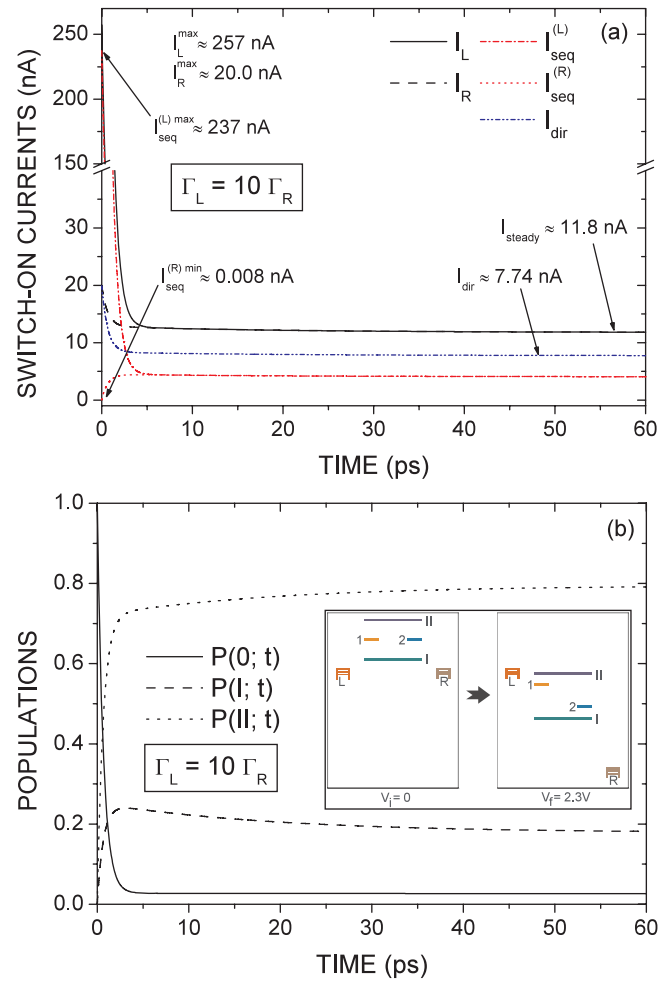 (a)
I_L^max ≈ 257 nA
I_R^max ≈ 20.0 nA
I_L
I_R
I_seq^(L)
I_seq^(R)
I_dir
I_seq^(L) max ≈ 237 nA
Γ_L = 10 Γ_R
I_seq^(R) min ≈ 0.008 nA
I_steady ≈ 11.8 nA
I_dir ≈ 7.74 nA
SWITCH-ON CURRENTS (nA)
250
200
150
30
20
10
0
0 10 20 30 40 50 60
TIME (ps)
(b)
POPULATIONS
1.0
0.8
0.6
0.4
0.2
0.0
P(0; t)
P(I; t)
P(II; t)
Γ_L = 10 Γ_R
II
1 2
I
L R
V_i = 0
L
II
1
2
I
R
V_f = 2.3V
0 10 20 30 40 50 60
TIME (ps)